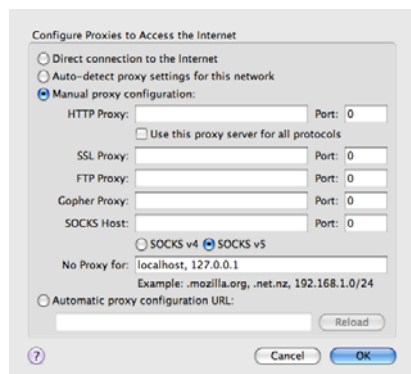 Configure Proxies to Access the Internet
Direct connection to the Internet
Auto-detect proxy settings for this network
Manual proxy configuration:
HTTP Proxy: Port: 0
Use this proxy server for all protocols
SSL Proxy: Port: 0
FTP Proxy: Port: 0
Gopher Proxy: Port: 0
SOCKS Host: Port: 0
SOCKS v4 SOCKS v5
No Proxy for: localhost, 127.0.0.1
Example: .mozilla.org, .net.nz, 192.168.1.0/24
Automatic proxy configuration URL:
Reload
? Cancel OK